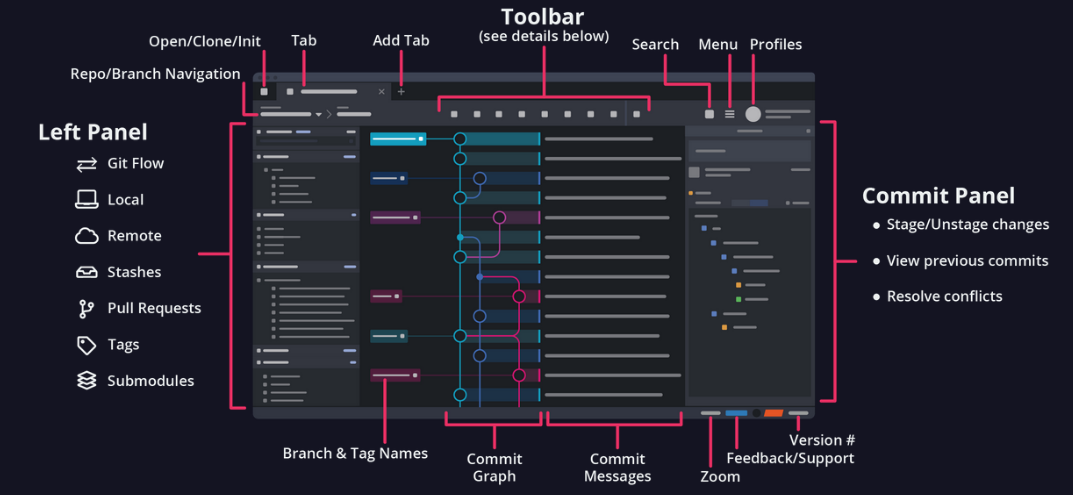 Toolbar
(see details below)
Open/Clone/Init
Tab
Add Tab
Search
Menu
Profiles
Repo/Branch Navigation
Left Panel
Git Flow
Local
Remote
Stashes
Pull Requests
Tags
Submodules
Commit Panel
• Stage/Unstage changes
• View previous commits
• Resolve conflicts
Branch & Tag Names
Commit
Graph
Commit
Messages
Zoom
Feedback/Support
Version #